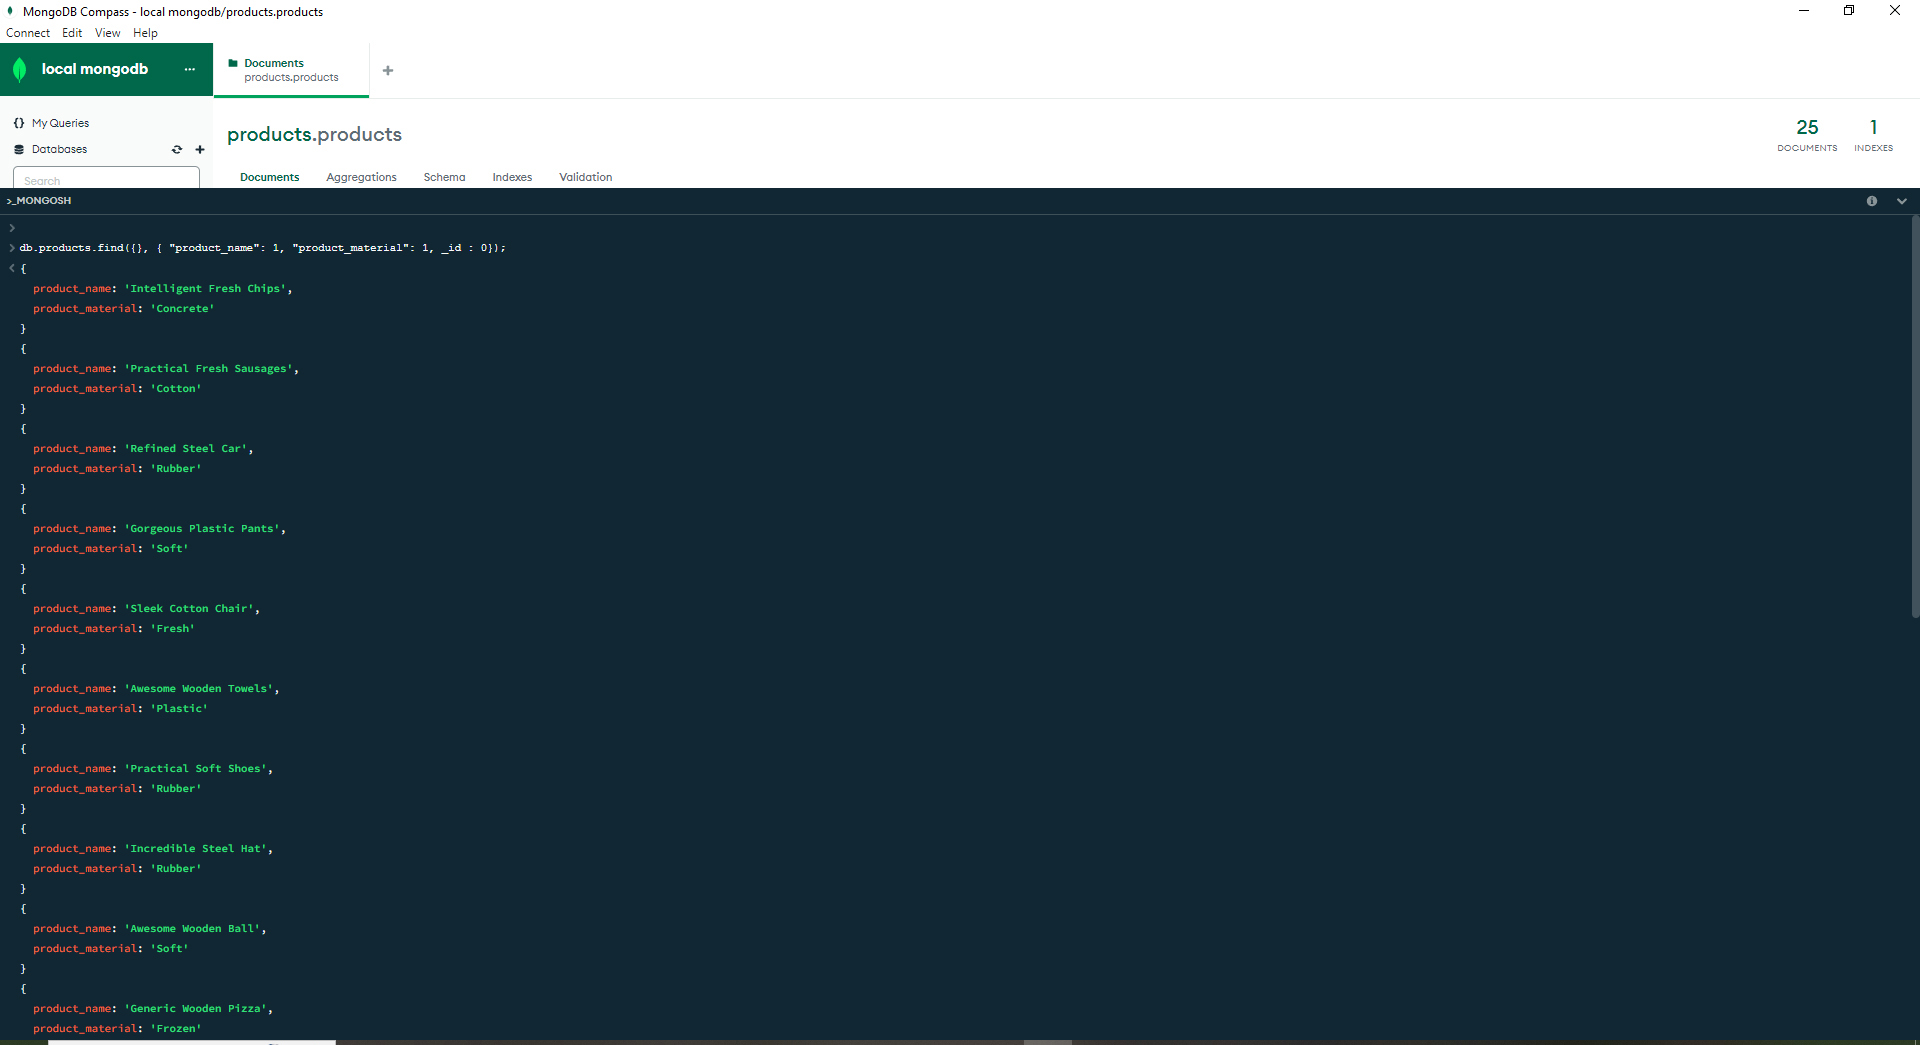 MongoDB Compass - local mongodb/products.products
Connect Edit View Help
local mongodb ...
Documents
products.products
+
{} My Queries
Databases +
Search
products.products
25
DOCUMENTS
1
INDEXES
Documents Aggregations Schema Indexes Validation
>_MONGOSH
>
> db.products.find({}, { "product_name": 1, "product_material": 1, _id : 0});
< {
product_name: 'Intelligent Fresh Chips',
product_material: 'Concrete'
}
{
product_name: 'Practical Fresh Sausages',
product_material: 'Cotton'
}
{
product_name: 'Refined Steel Car',
product_material: 'Rubber'
}
{
product_name: 'Gorgeous Plastic Pants',
product_material: 'Soft'
}
{
product_name: 'Sleek Cotton Chair',
product_material: 'Fresh'
}
{
product_name: 'Awesome Wooden Towels',
product_material: 'Plastic'
}
{
product_name: 'Practical Soft Shoes',
product_material: 'Rubber'
}
{
product_name: 'Incredible Steel Hat',
product_material: 'Rubber'
}
{
product_name: 'Awesome Wooden Ball',
product_material: 'Soft'
}
{
product_name: 'Generic Wooden Pizza',
product_material: 'Frozen'